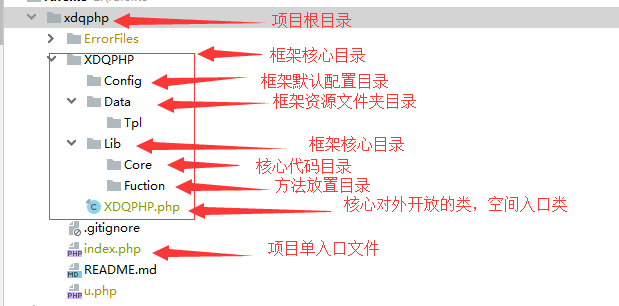 xdqphp 项目根目录
ErrorFiles
XDQPHP 框架核心目录
Config 框架默认配置目录
Data 框架资源文件夹目录
Tpl
Lib 框架核心目录
Core 核心代码目录
Fuction 方法放置目录
C XDQPHP.php 核心对外开放的类，空间入口类
.gitignore
PHP index.php 项目单入口文件
MD README.md
PHP u.php